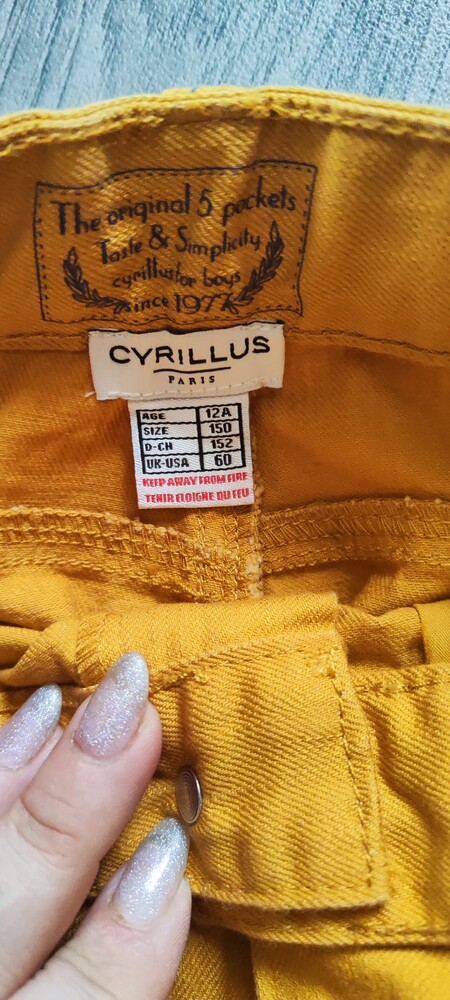 The original 5 pockets
Taste & Simplicity
cyrillus for boys
since 1977
CYRILLUS
PARIS
AGE 12A
SIZE 150
D-CH 152
UK-USA 60
KEEP AWAY FROM FIRE
TENIR ELOIGNE DU FEU